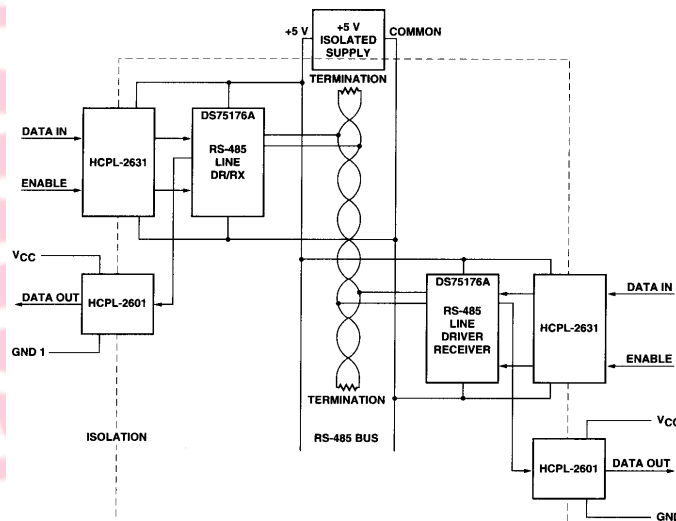 +5 V
+5 V
ISOLATED
SUPPLY
COMMON
TERMINATION
DS75176A
DATA IN
HCPL-2631
RS-485
LINE
DR/RX
ENABLE
VCC
DATA OUT
HCPL-2601
GND 1
DS75176A
RS-485
LINE
DRIVER
RECEIVER
HCPL-2631
DATA IN
ENABLE
TERMINATION
ISOLATION
RS-485 BUS
VCC
HCPL-2601
DATA OUT
GND